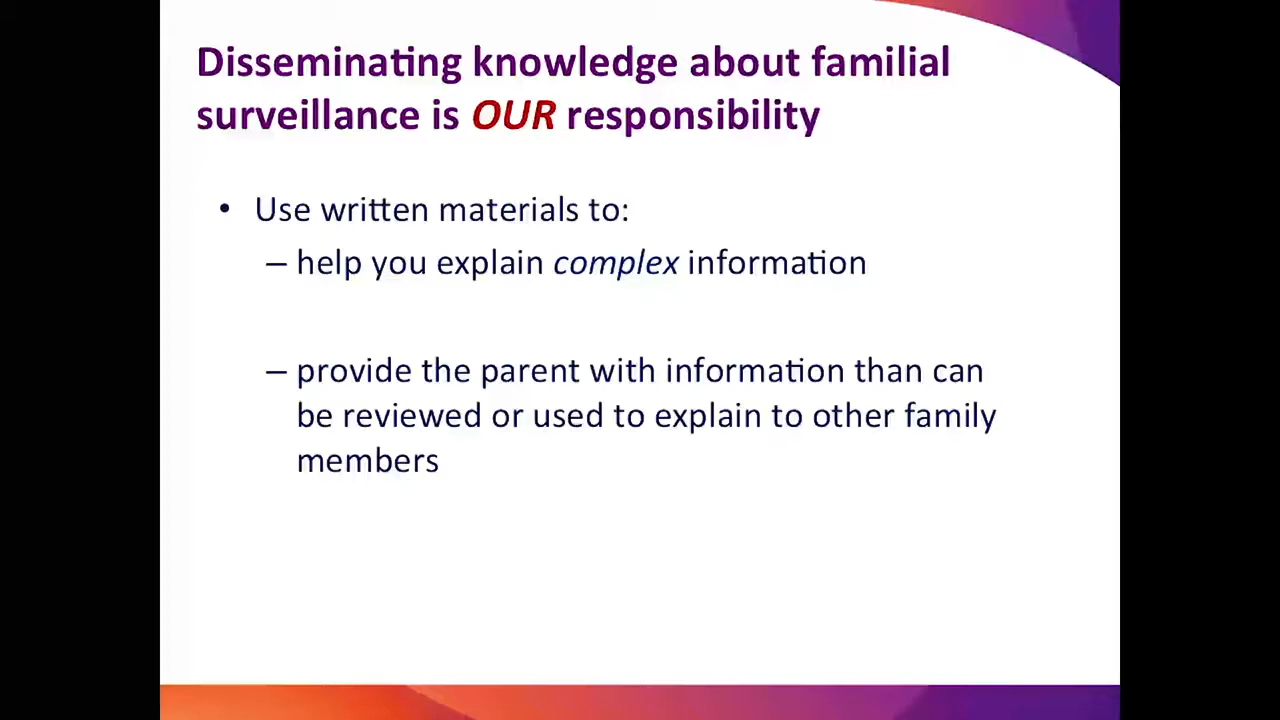 Disseminating knowledge about familial
surveillance is OUR responsibility
• Use written materials to:
– help you explain complex information
– provide the parent with information than can
be reviewed or used to explain to other family
members